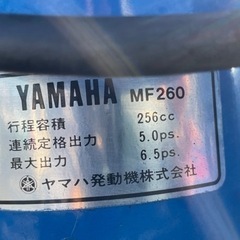 YAMAHA MF260
行程容積 256cc
連続定格出力 5.0ps.
最大出力 6.5ps.
ヤマハ発動機株式会社